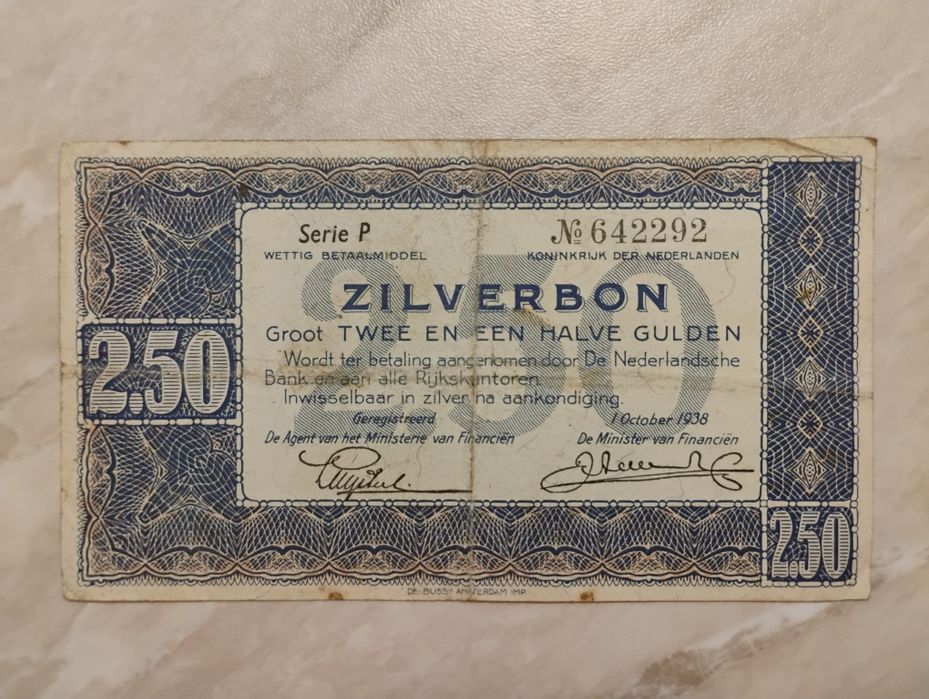 Serie P
№ 642292
WETTIG BETAALMIDDEL
KONINKRIJK DER NEDERLANDEN
250
ZILVERBON
Groot TWEE EN EEN HALVE GULDEN
Wordt ter betaling aangenomen door De Nederlandsche
Bank en aan alle Rijkskantoren.
Inwisselbaar in zilver na aankondiging.
Geregistreerd
1 October 1938
De Agent van het Ministerie van Financiën
De Minister van Financiën
2.50
2.50
DE BUSSY AMSTERDAM IMP.